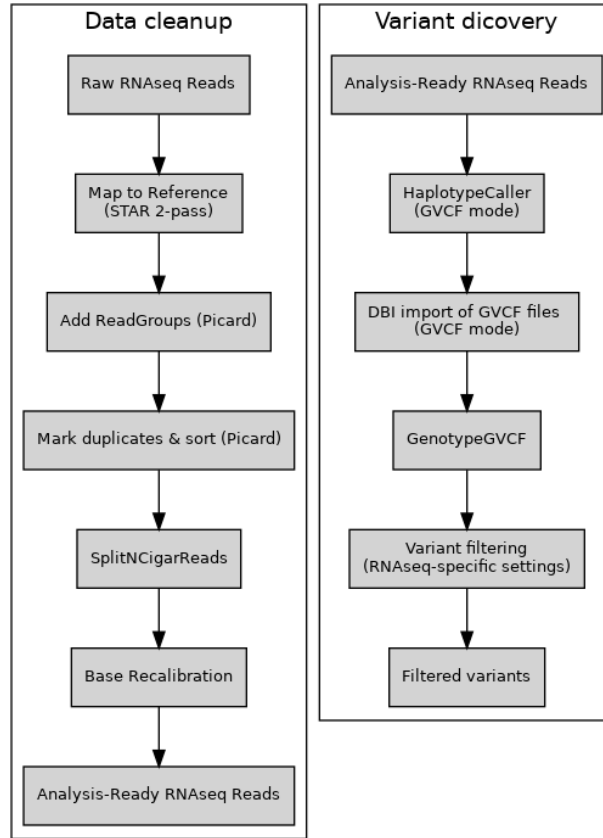 Data cleanup
Raw RNAseq Reads
Map to Reference
(STAR 2-pass)
Add ReadGroups (Picard)
Mark duplicates & sort (Picard)
SplitNCigarReads
Base Recalibration
Analysis-Ready RNAseq Reads
Variant dicovery
Analysis-Ready RNAseq Reads
HaplotypeCaller
(GVCF mode)
DBI import of GVCF files
(GVCF mode)
GenotypeGVCF
Variant filtering
(RNAseq-specific settings)
Filtered variants